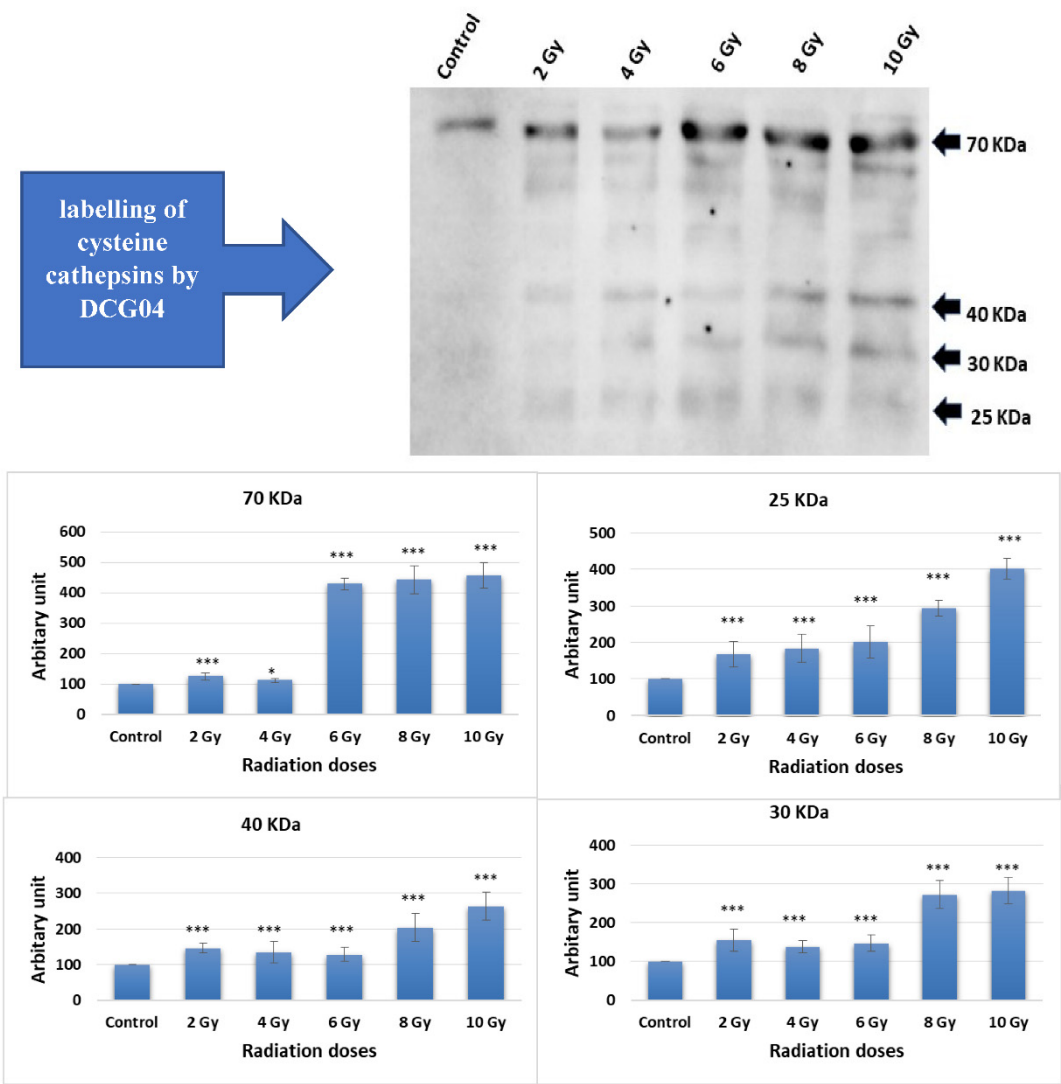 Control 2 Gy 4 Gy 6 Gy 8 Gy 10 Gy
labelling of
cysteine
cathepsins by
DCG04
70 KDa
40 KDa
30 KDa
25 KDa
70 KDa
Arbitary unit
600
500
400
300
200
100
0
*** * *** *** ***
Control 2 Gy 4 Gy 6 Gy 8 Gy 10 Gy
Radiation doses
25 KDa
Arbitary unit
500
400
300
200
100
0
*** *** *** *** ***
Control 2 Gy 4 Gy 6 Gy 8 Gy 10 Gy
Radiation doses
40 KDa
Arbitary unit
400
300
200
100
0
*** *** *** *** ***
Control 2 Gy 4 Gy 6 Gy 8 Gy 10 Gy
Radiation doses
30 KDa
Arbitary unit
400
300
200
100
0
*** *** *** *** ***
Control 2 Gy 4 Gy 6 Gy 8 Gy 10 Gy
Radiation doses